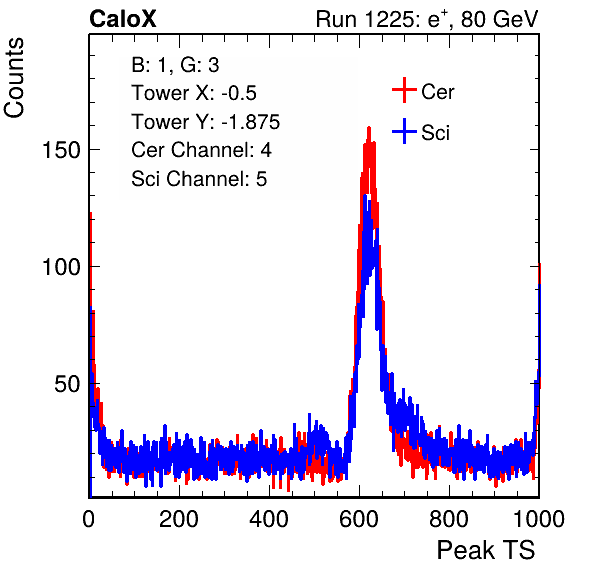 CaloX Run 1225: e⁺, 80 GeV
Counts
B: 1, G: 3
Tower X: -0.5
Tower Y: -1.875
Cer Channel: 4
Sci Channel: 5
Cer
Sci
150
100
50
0 200 400 600 800 1000
Peak TS